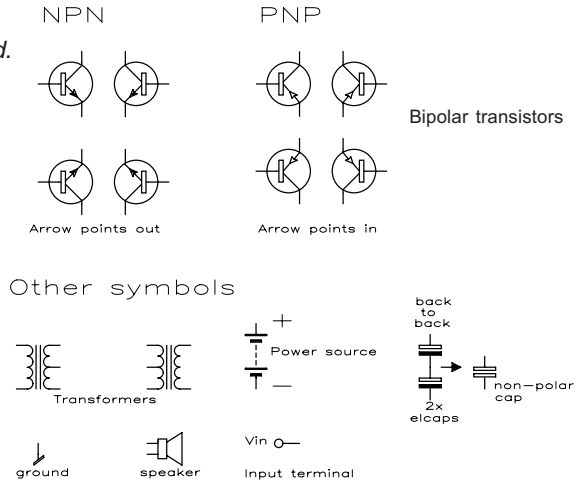 NPN
PNP
d.
Bipolar transistors
Arrow points out
Arrow points in
Other symbols
back
to
back
+
Power source
—
Transformers
non-polar
cap
2x
elcaps
Vin
ground
speaker
Input terminal